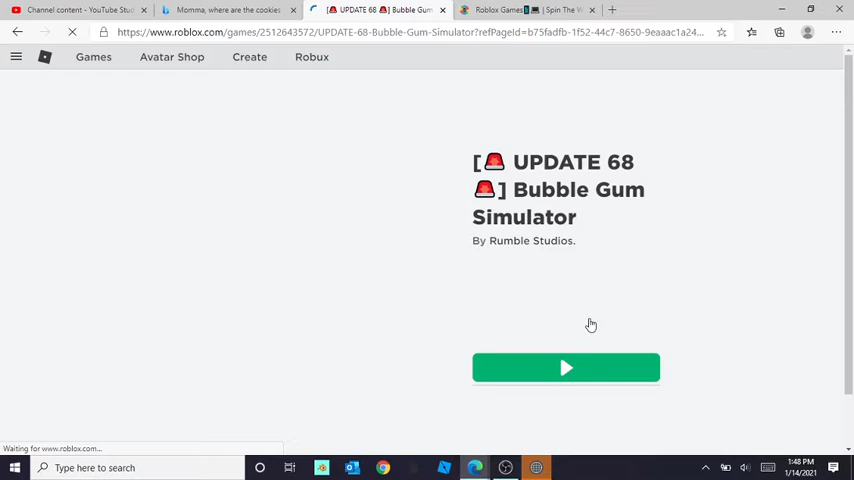 Channel content - YouTube Stud
Momma, where are the cookies
[🚨 UPDATE 68 🚨] Bubble Gum
Roblox Games📱💻 | Spin The W
https://www.roblox.com/games/2512643572/UPDATE-68-Bubble-Gum-Simulator?refPageId=b75fadfb-1f52-44c7-8650-9eaaac1a24...
Games Avatar Shop Create Robux
[🚨 UPDATE 68
🚨] Bubble Gum
Simulator
By Rumble Studios.
Waiting for www.roblox.com...
Type here to search
1:48 PM
1/14/2021